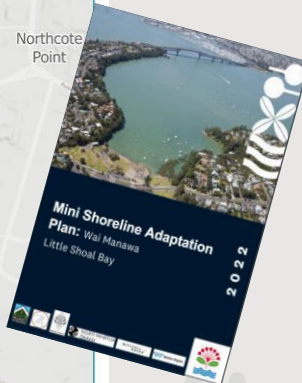 Northcote
Point
Mini Shoreline Adaptation
Plan: Wai Manawa
Little Shoal Bay
2022